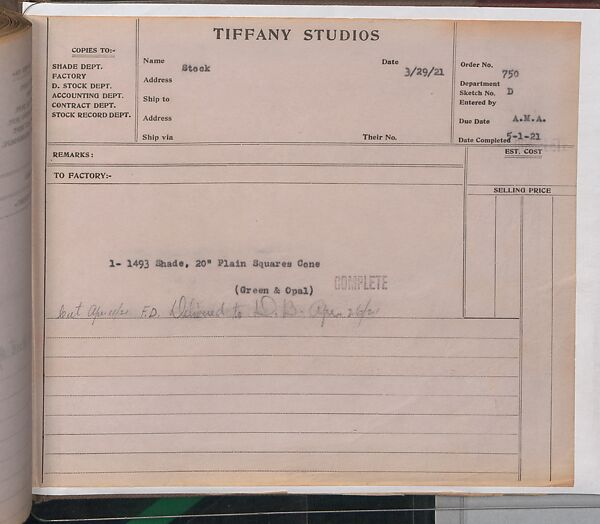 TIFFANY STUDIOS
COPIES TO:-
SHADE DEPT.
FACTORY
D. STOCK DEPT.
ACCOUNTING DEPT.
CONTRACT DEPT.
STOCK RECORD DEPT.
Name Stock Date 3/29/21
Address
Ship to
Address
Ship via Their No.
Order No. 750
Department D
Sketch No.
Entered by
Due Date A.M.A.
Date Completed 5-1-21
REMARKS:
EST. COST
TO FACTORY:-
SELLING PRICE
1- 1493 Shade, 20" Plain Squares Cone
(Green & Opal)
COMPLETE
F.D. Delivered to D.B. Apr 26/21